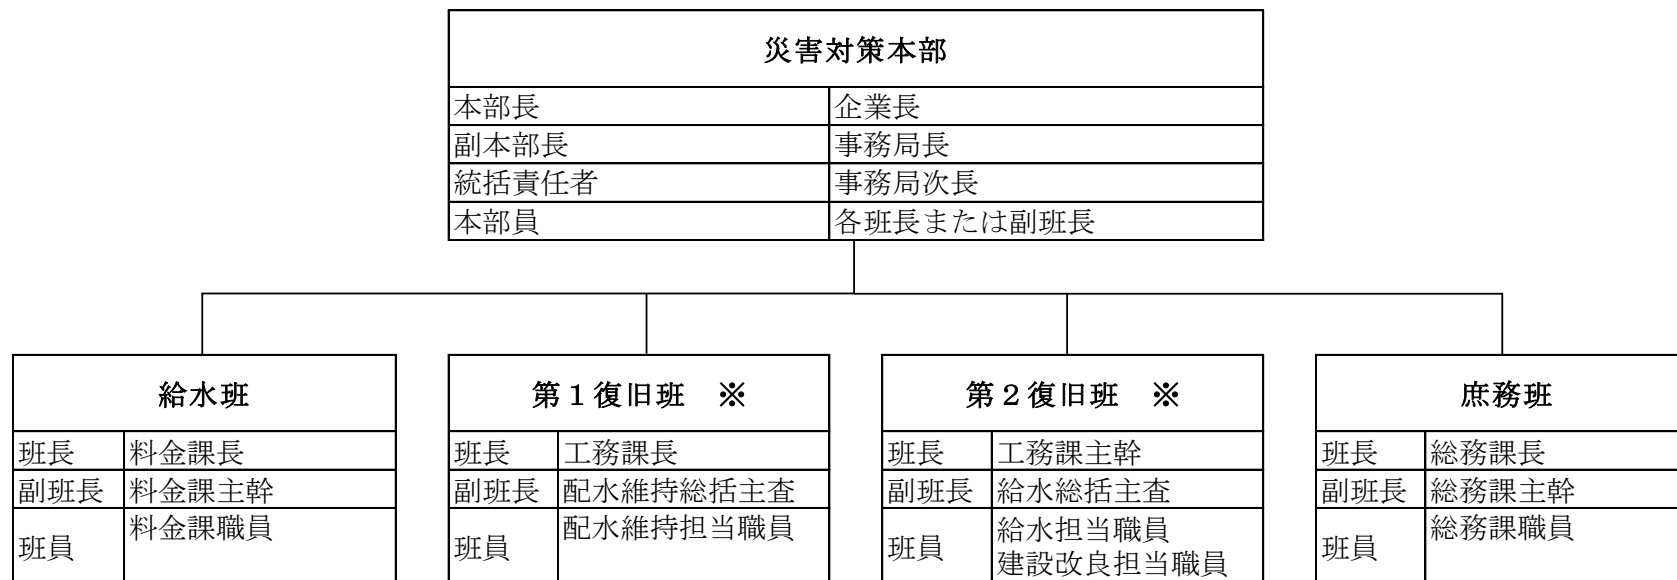 災害対策本部
本部長 企業長
副本部長 事務局長
統括責任者 事務局次長
本部員 各班長または副班長
給水班
班長 料金課長
副班長 料金課主幹
班員 料金課職員
第1復旧班 ※
班長 工務課長
副班長 配水維持総括主査
班員 配水維持担当職員
第2復旧班 ※
班長 工務課主幹
副班長 給水総括主査
班員 給水担当職員
建設改良担当職員
庶務班
班長 総務課長
副班長 総務課主幹
班員 総務課職員